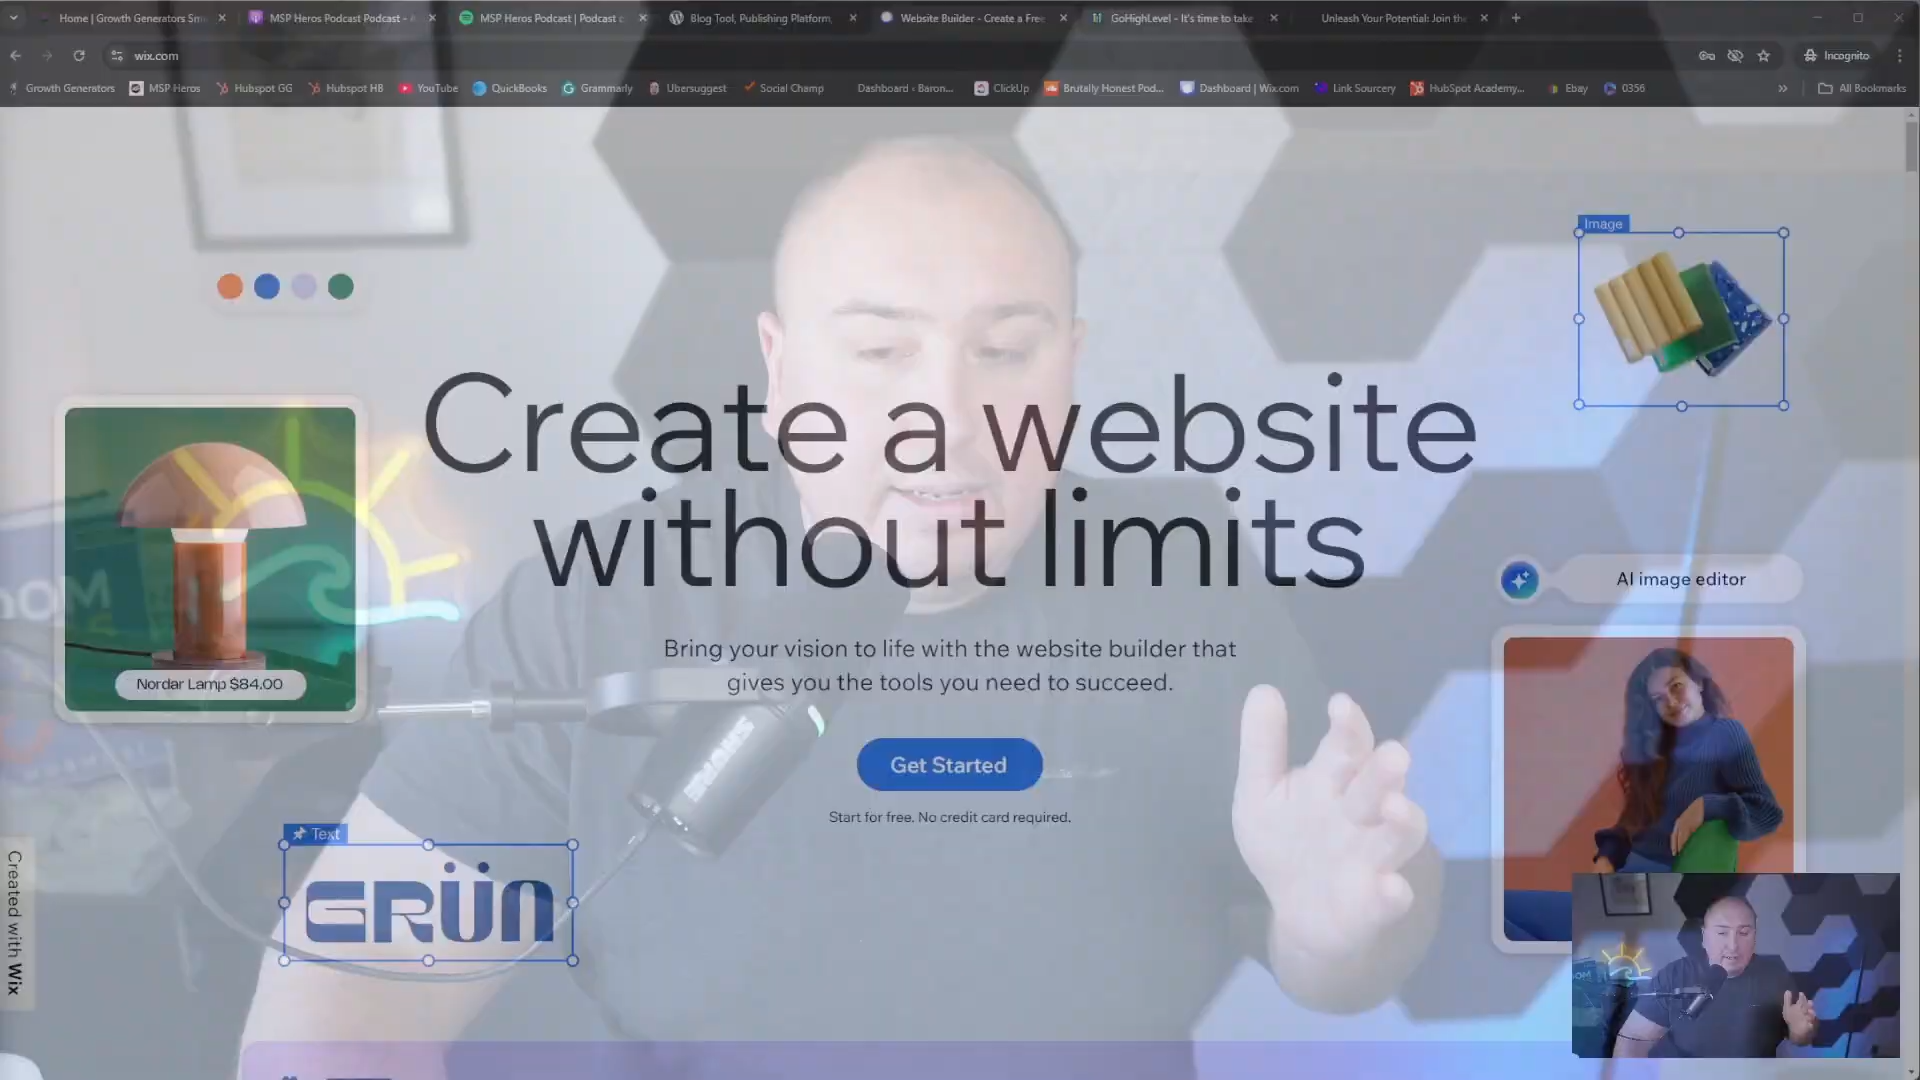 Home | Growth Generators Sm
MSP Heros Podcast Podcast - A
MSP Heros Podcast | Podcast c
Blog Tool, Publishing Platform,
Website Builder - Create a Free
GoHighLevel - It's time to take
Unleash Your Potential: Join the
wix.com
Incognito
Growth Generators
MSP Heros
Hubspot GG
Hubspot HB
YouTube
QuickBooks
Grammarly
Ubersuggest
Social Champ
Dashboard ‹ Baron...
ClickUp
Brutally Honest Pod...
Dashboard | Wix.com
Link Sourcery
HubSpot Academy...
Ebay
0356
»
All Bookmarks
Image
Create a website
without limits
AI image editor
Bring your vision to life with the website builder that
gives you the tools you need to succeed.
Nordar Lamp $84.00
Get Started
Start for free. No credit card required.
Text
GRÜN
Created with Wix